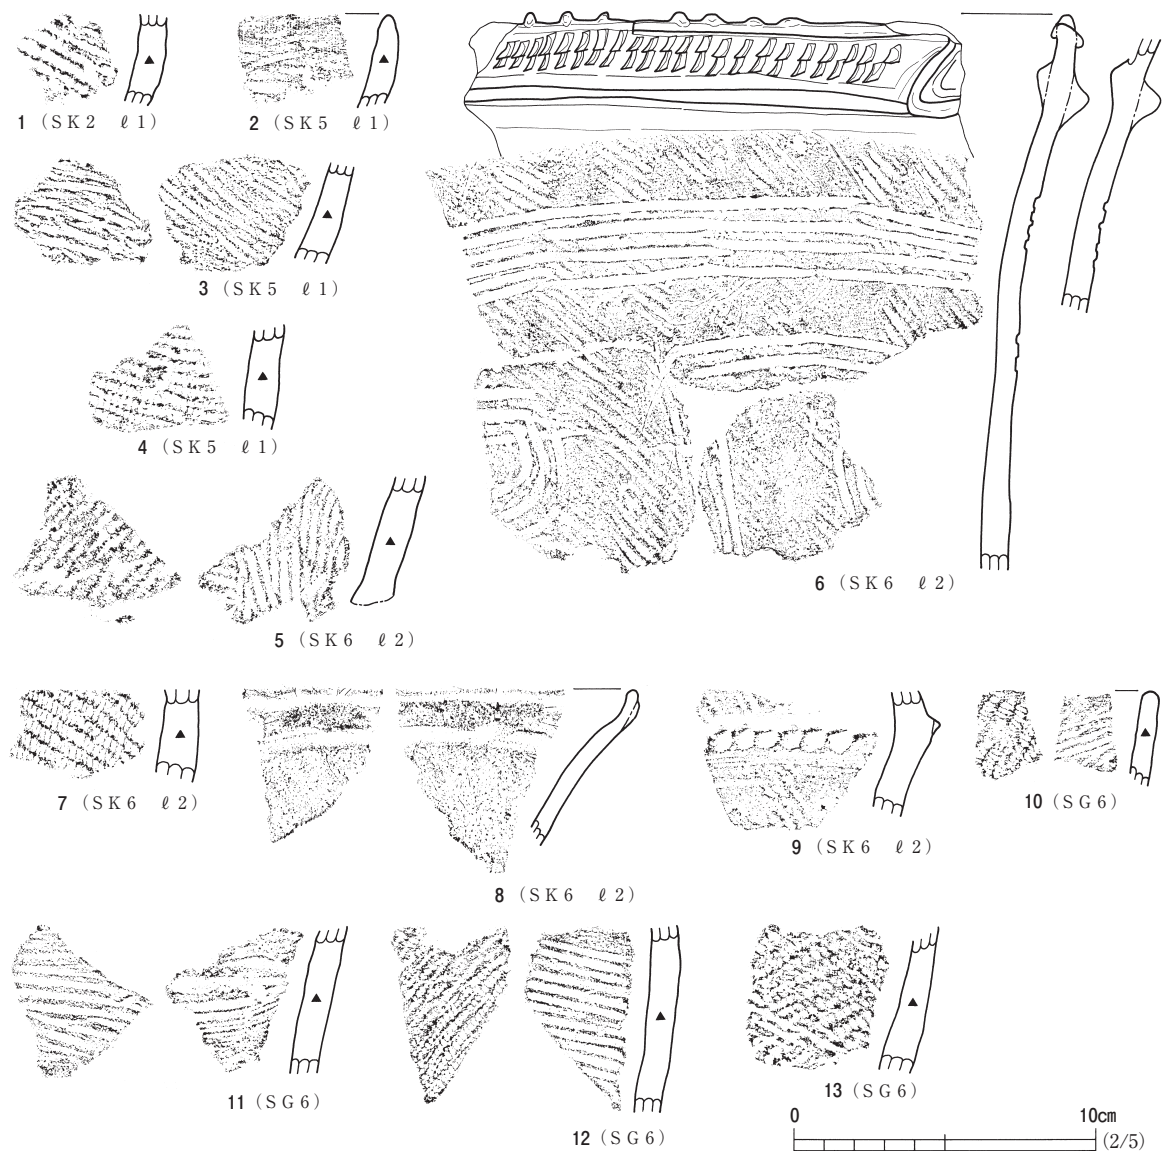 1 (SK2 ℓ1)
2 (SK5 ℓ1)
3 (SK5 ℓ1)
4 (SK5 ℓ1)
5 (SK6 ℓ2)
6 (SK6 ℓ2)
7 (SK6 ℓ2)
8 (SK6 ℓ2)
9 (SK6 ℓ2)
10 (SG6)
11 (SG6)
12 (SG6)
13 (SG6)
0 10cm
(2/5)